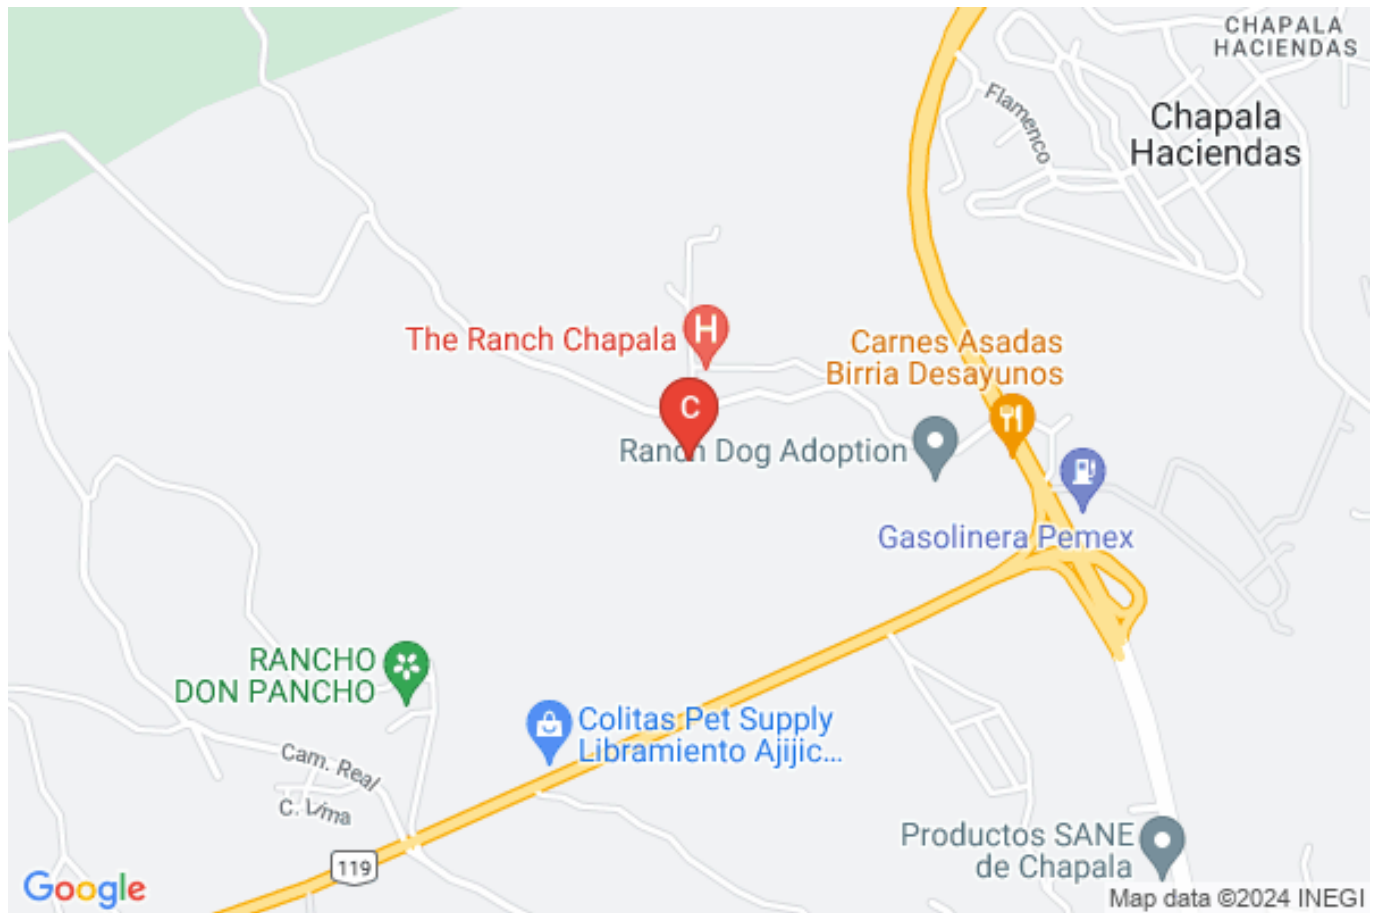 CHAPALA
HACIENDAS
Flamenco
Chapala
Haciendas
H
The Ranch Chapala
Carnes Asadas
Birria Desayunos
C
Ranch Dog Adoption
Gasolinera Pemex
RANCHO
DON PANCHO
Colitas Pet Supply
Libramiento Ajijic...
Cam. Real
C. Lima
119
Productos SANE
de Chapala
Google
Map data ©2024 INEGI